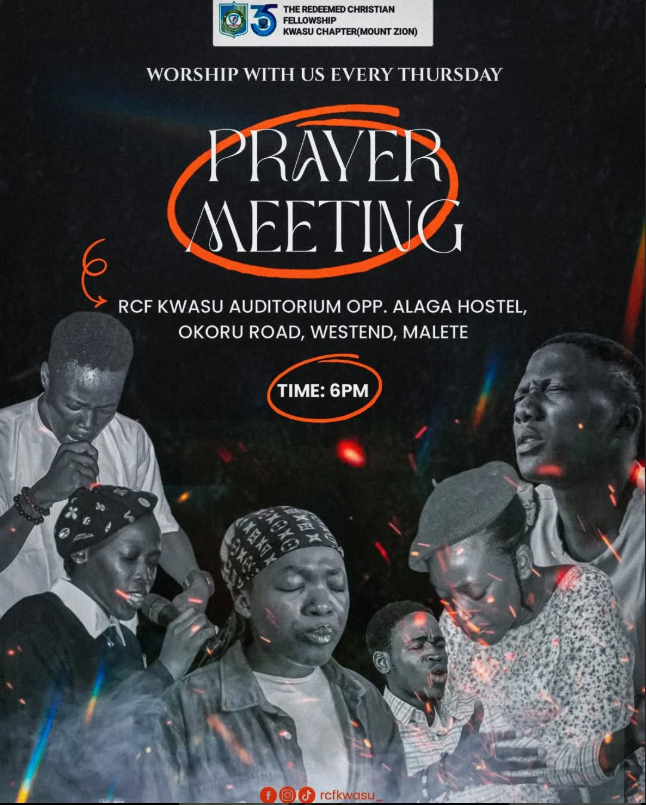 THE REDEEMED CHRISTIAN
FELLOWSHIP
KWASU CHAPTER(MOUNT ZION)
WORSHIP WITH US EVERY THURSDAY
PRAYER
MEETING
RCF KWASU AUDITORIUM OPP. ALAGA HOSTEL,
OKORU ROAD, WESTEND, MALETE
TIME: 6PM
rcfkwasu_